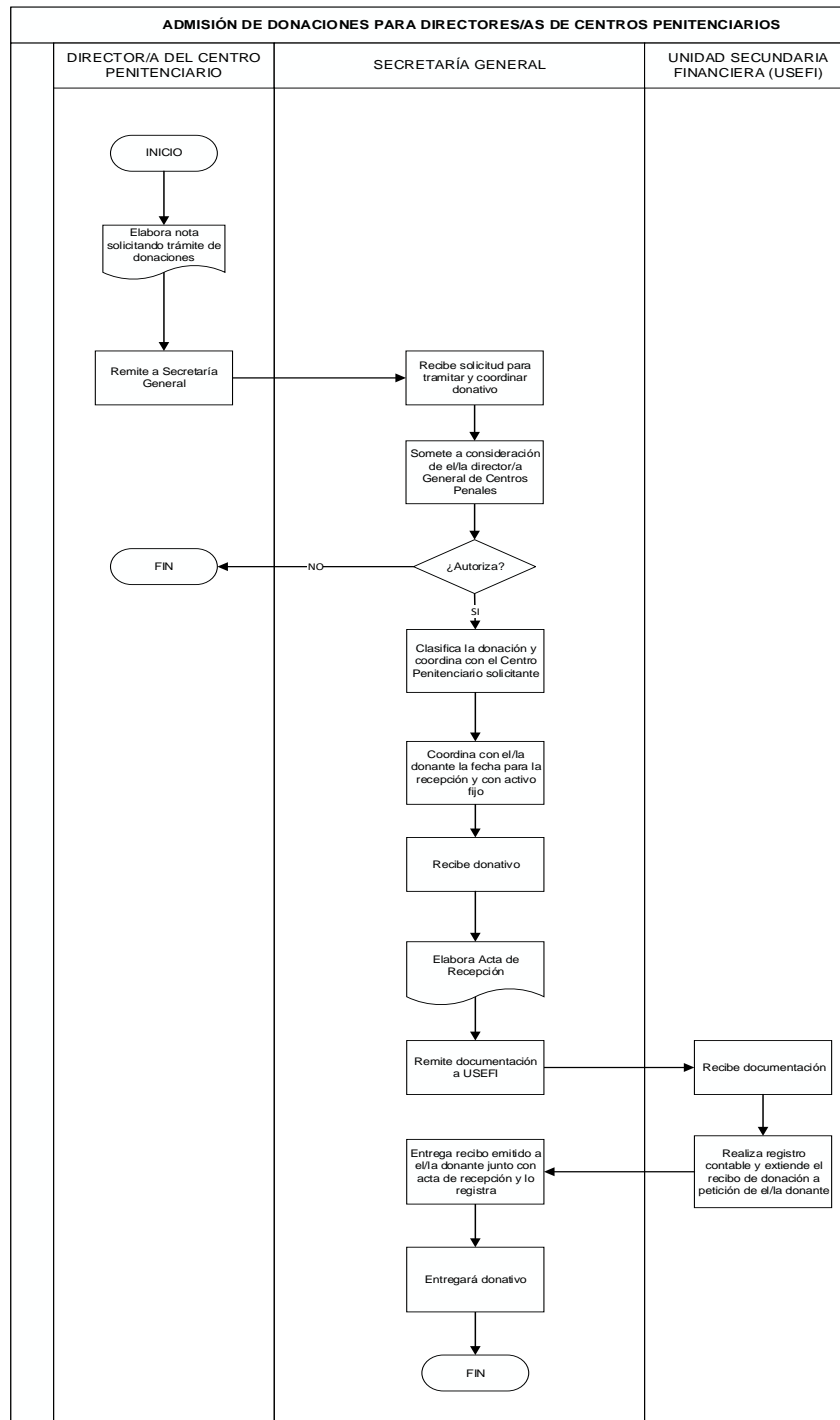 ADMISIÓN DE DONACIONES PARA DIRECTORES/AS DE CENTROS PENITENCIARIOS
DIRECTOR/A DEL CENTRO
PENITENCIARIO
SECRETARÍA GENERAL
UNIDAD SECUNDARIA
FINANCIERA (USEFI)
INICIO
Elabora nota
solicitando trámite de
donaciones
Remite a Secretaría
General
Recibe solicitud para
tramitar y coordinar
donativo
Somete a consideración
de el/la director/a
General de Centros
Penales
¿Autoriza?
NO
FIN
SI
Clasifica la donación y
coordina con el Centro
Penitenciario solicitante
Coordina con el/la
donante la fecha para la
recepción y con activo
fijo
Recibe donativo
Elabora Acta de
Recepción
Remite documentación
a USEFI
Recibe documentación
Realiza registro
contable y extiende el
recibo de donación a
petición de el/la donante
Entrega recibo emitido a
el/la donante junto con
acta de recepción y lo
registra
Entregará donativo
FIN